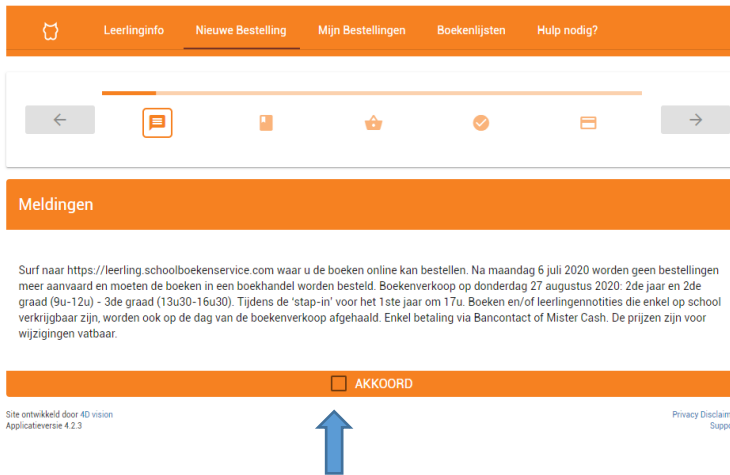 Leerlinginfo Nieuwe Bestelling Mijn Bestellingen Boekenlijsten Hulp nodig?
Meldingen
Surf naar https://leerling.schoolboekenservice.com waar u de boeken online kan bestellen. Na maandag 6 juli 2020 worden geen bestellingen
meer aanvaard en moeten de boeken in een boekhandel worden besteld. Boekenverkoop op donderdag 27 augustus 2020: 2de jaar en 2de
graad (9u-12u) - 3de graad (13u30-16u30). Tijdens de 'stap-in' voor het 1ste jaar om 17u. Boeken en/of leerlingennotities die enkel op school
verkrijgbaar zijn, worden ook op de dag van de boekenverkoop afgehaald. Enkel betaling via Bancontact of Mister Cash. De prijzen zijn voor
wijzigingen vatbaar.
AKKOORD
Site ontwikkeld door 4D vision
Applicatieversie 4.2.3
Privacy Disclaim
Suppo